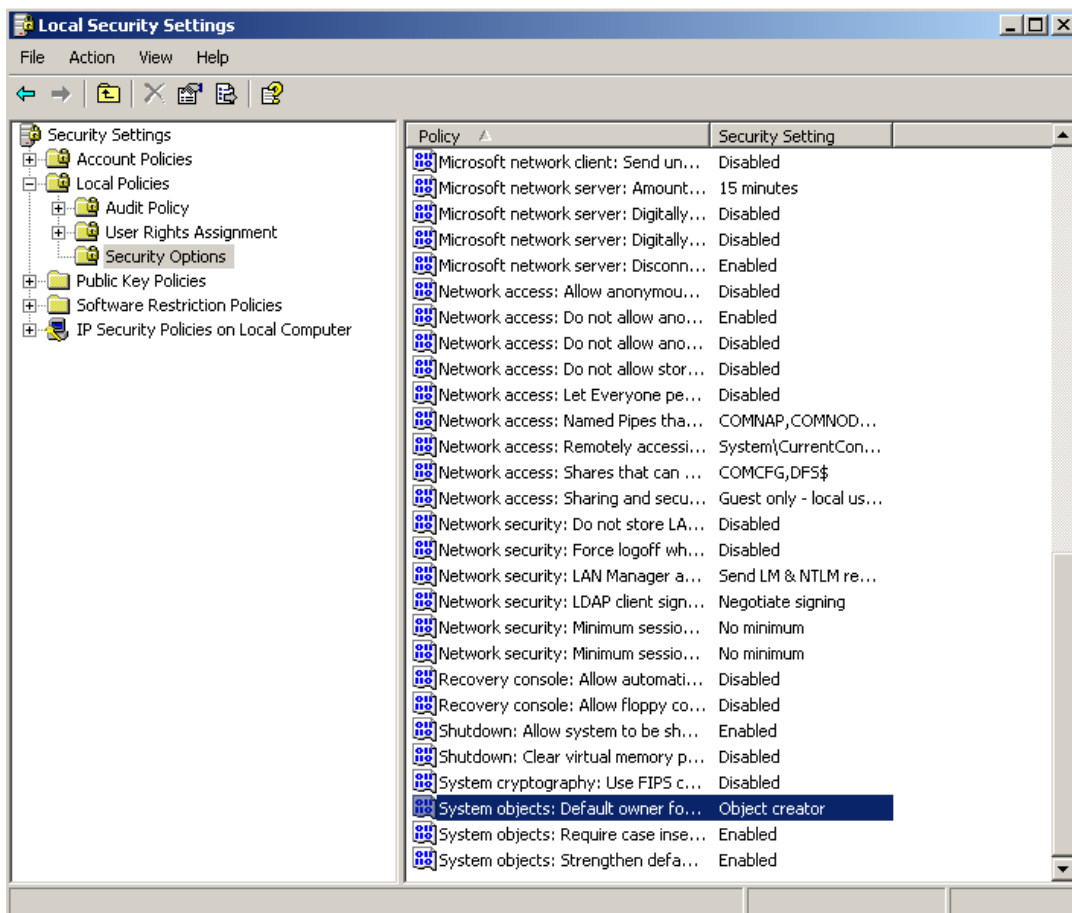 Local Security Settings
File Action View Help
Security Settings
Account Policies
Local Policies
Audit Policy
User Rights Assignment
Security Options
Public Key Policies
Software Restriction Policies
IP Security Policies on Local Computer
Policy Security Setting
Microsoft network client: Send un... Disabled
Microsoft network server: Amount... 15 minutes
Microsoft network server: Digitally... Disabled
Microsoft network server: Digitally... Disabled
Microsoft network server: Disconn... Enabled
Network access: Allow anonymou... Disabled
Network access: Do not allow ano... Enabled
Network access: Do not allow ano... Disabled
Network access: Do not allow stor... Disabled
Network access: Let Everyone pe... Disabled
Network access: Named Pipes tha... COMNAP,COMNOD...
Network access: Remotely accessi... System\CurrentCon...
Network access: Shares that can ... COMCFG,DFS$
Network access: Sharing and secu... Guest only - local us...
Network security: Do not store LA... Disabled
Network security: Force logoff wh... Disabled
Network security: LAN Manager a... Send LM & NTLM re...
Network security: LDAP client sign... Negotiate signing
Network security: Minimum sessio... No minimum
Network security: Minimum sessio... No minimum
Recovery console: Allow automati... Disabled
Recovery console: Allow floppy co... Disabled
Shutdown: Allow system to be sh... Enabled
Shutdown: Clear virtual memory p... Disabled
System cryptography: Use FIPS c... Disabled
System objects: Default owner fo... Object creator
System objects: Require case inse... Enabled
System objects: Strengthen defa... Enabled